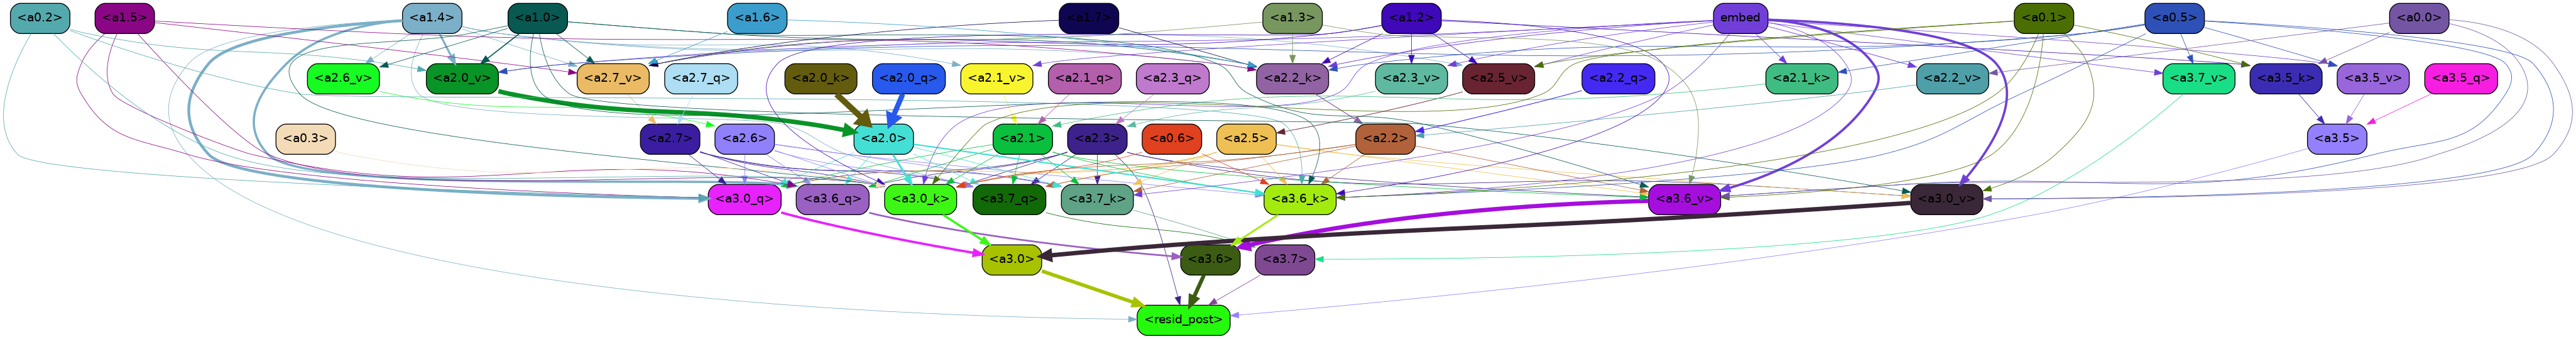 <a0.2> <a1.5> <a1.4> <a1.0> <a1.6> <a1.7> <a1.3> <a1.2> embed <a0.1> <a0.5> <a0.0>
<a2.6_v> <a2.0_v> <a2.7_v> <a2.7_q> <a2.0_k> <a2.0_q> <a2.1_v> <a2.1_q> <a2.3_q> <a2.2_k> <a2.3_v> <a2.5_v> <a2.2_q> <a2.1_k> <a2.2_v> <a3.7_v> <a3.5_k> <a3.5_v> <a3.5_q>
<a0.3> <a2.7> <a2.6> <a2.0> <a2.1> <a2.3> <a0.6> <a2.5> <a2.2> <a3.5>
<a3.0_q> <a3.6_q> <a3.0_k> <a3.7_q> <a3.7_k> <a3.6_k> <a3.6_v> <a3.0_v>
<a3.0> <a3.6> <a3.7>
<resid_post>